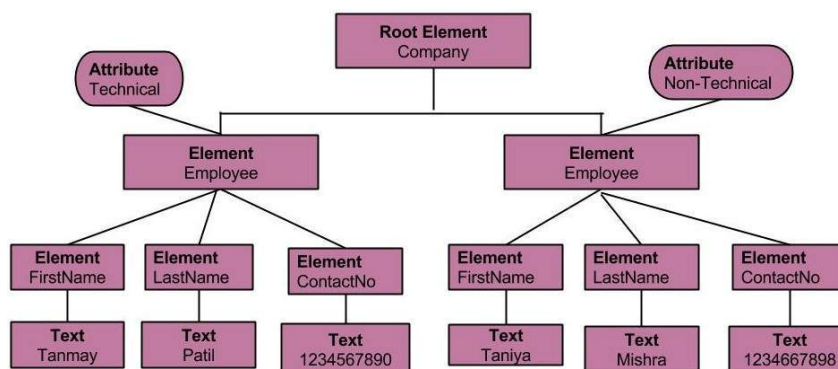 Root Element
Company
Attribute
Technical
Attribute
Non-Technical
Element
Employee
Element
Employee
Element
FirstName
Element
LastName
Element
ContactNo
Element
FirstName
Element
LastName
Element
ContactNo
Text
Tanmay
Text
Patil
Text
1234567890
Text
Taniya
Text
Mishra
Text
1234667898